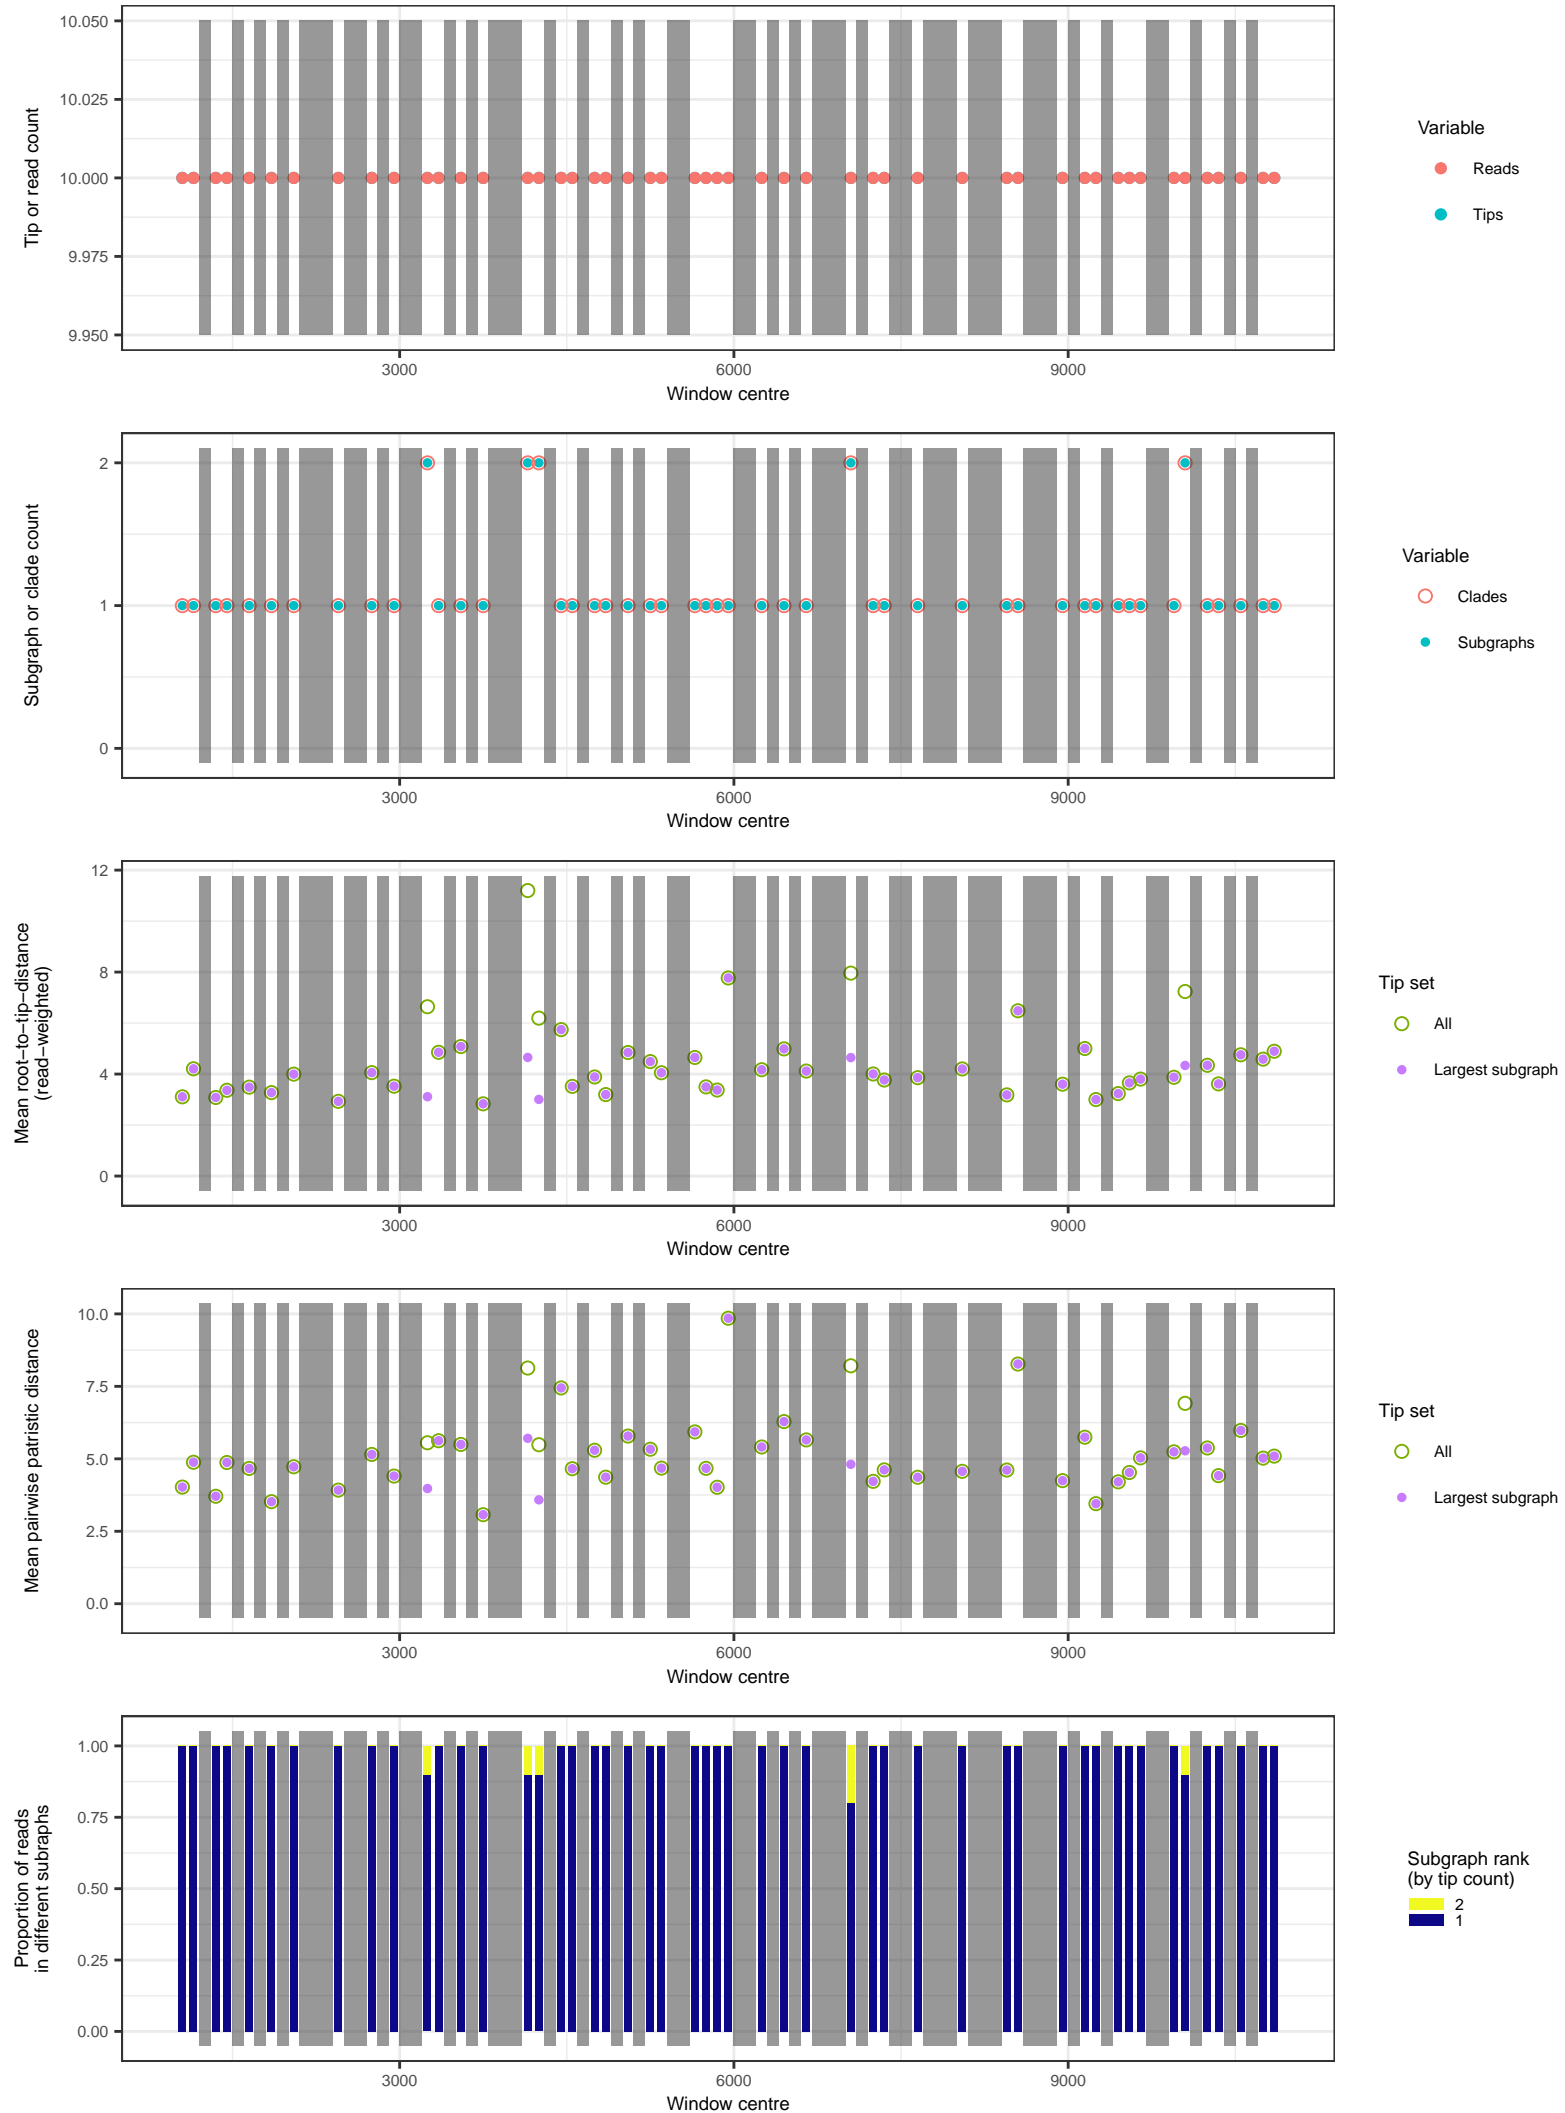 10.050
10.025
10.000
9.975
9.950
Tip or read count
3000
6000
9000
Window centre
Variable
Reads
Tips
2
1
0
Subgraph or clade count
3000
6000
9000
Window centre
Variable
Clades
Subgraphs
12
8
4
0
Mean root−to−tip−distance
(read−weighted)
3000
6000
9000
Window centre
Tip set
All
Largest subgraph
10.0
7.5
5.0
2.5
0.0
Mean pairwise patristic distance
3000
6000
9000
Window centre
Tip set
All
Largest subgraph
1.00
0.75
0.50
0.25
0.00
Proportion of reads
in different subraphs
3000
6000
9000
Window centre
Subgraph rank
(by tip count)
2
1